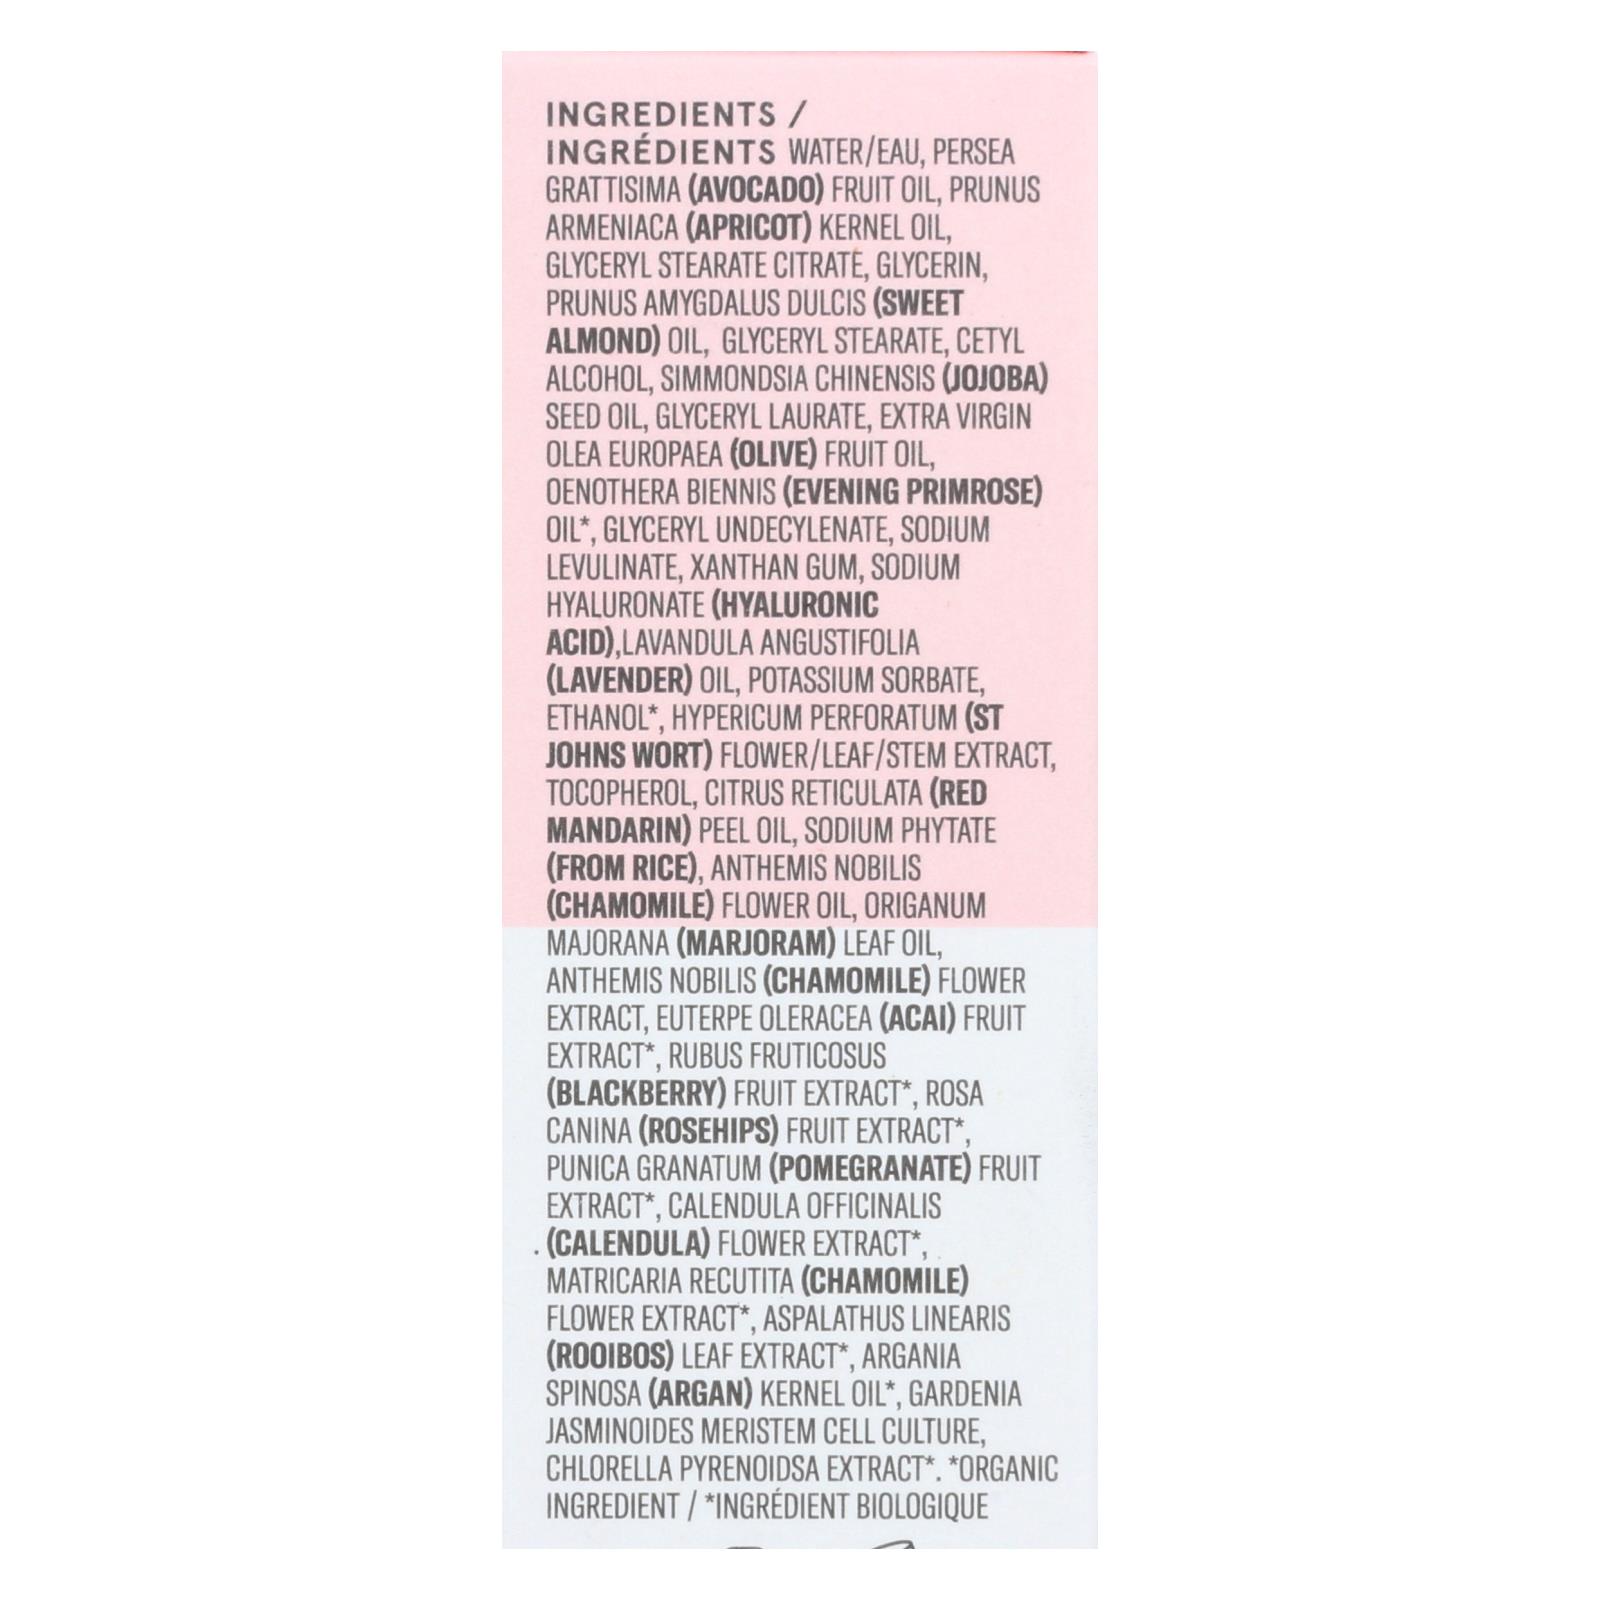 INGREDIENTS /
INGRÉDIENTS WATER/EAU, PERSEA
GRATTISIMA (AVOCADO) FRUIT OIL, PRUNUS
ARMENIACA (APRICOT) KERNEL OIL,
GLYCERYL STEARATE CITRATE, GLYCERIN,
PRUNUS AMYGDALUS DULCIS (SWEET
ALMOND) OIL, GLYCERYL STEARATE, CETYL
ALCOHOL, SIMMONDSIA CHINENSIS (JOJOBA)
SEED OIL, GLYCERYL LAURATE, EXTRA VIRGIN
OLEA EUROPAEA (OLIVE) FRUIT OIL,
OENOTHERA BIENNIS (EVENING PRIMROSE)
OIL*, GLYCERYL UNDECYLENATE, SODIUM
LEVULINATE, XANTHAN GUM, SODIUM
HYALURONATE (HYALURONIC
ACID),LAVANDULA ANGUSTIFOLIA
(LAVENDER) OIL, POTASSIUM SORBATE,
ETHANOL*, HYPERICUM PERFORATUM (ST
JOHNS WORT) FLOWER/LEAF/STEM EXTRACT,
TOCOPHEROL, CITRUS RETICULATA (RED
MANDARIN) PEEL OIL, SODIUM PHYTATE
(FROM RICE), ANTHEMIS NOBILIS
(CHAMOMILE) FLOWER OIL, ORIGANUM
MAJORANA (MARJORAM) LEAF OIL,
ANTHEMIS NOBILIS (CHAMOMILE) FLOWER
EXTRACT, EUTERPE OLERACEA (ACAI) FRUIT
EXTRACT*, RUBUS FRUTICOSUS
(BLACKBERRY) FRUIT EXTRACT*, ROSA
CANINA (ROSEHIPS) FRUIT EXTRACT*,
PUNICA GRANATUM (POMEGRANATE) FRUIT
EXTRACT*, CALENDULA OFFICINALIS
(CALENDULA) FLOWER EXTRACT*,
MATRICARIA RECUTITA (CHAMOMILE)
FLOWER EXTRACT*, ASPALATHUS LINEARIS
(ROOIBOS) LEAF EXTRACT*, ARGANIA
SPINOSA (ARGAN) KERNEL OIL*, GARDENIA
JASMINOIDES MERISTEM CELL CULTURE,
CHLORELLA PYRENOIDSA EXTRACT*. *ORGANIC
INGREDIENT / *INGRÉDIENT BIOLOGIQUE